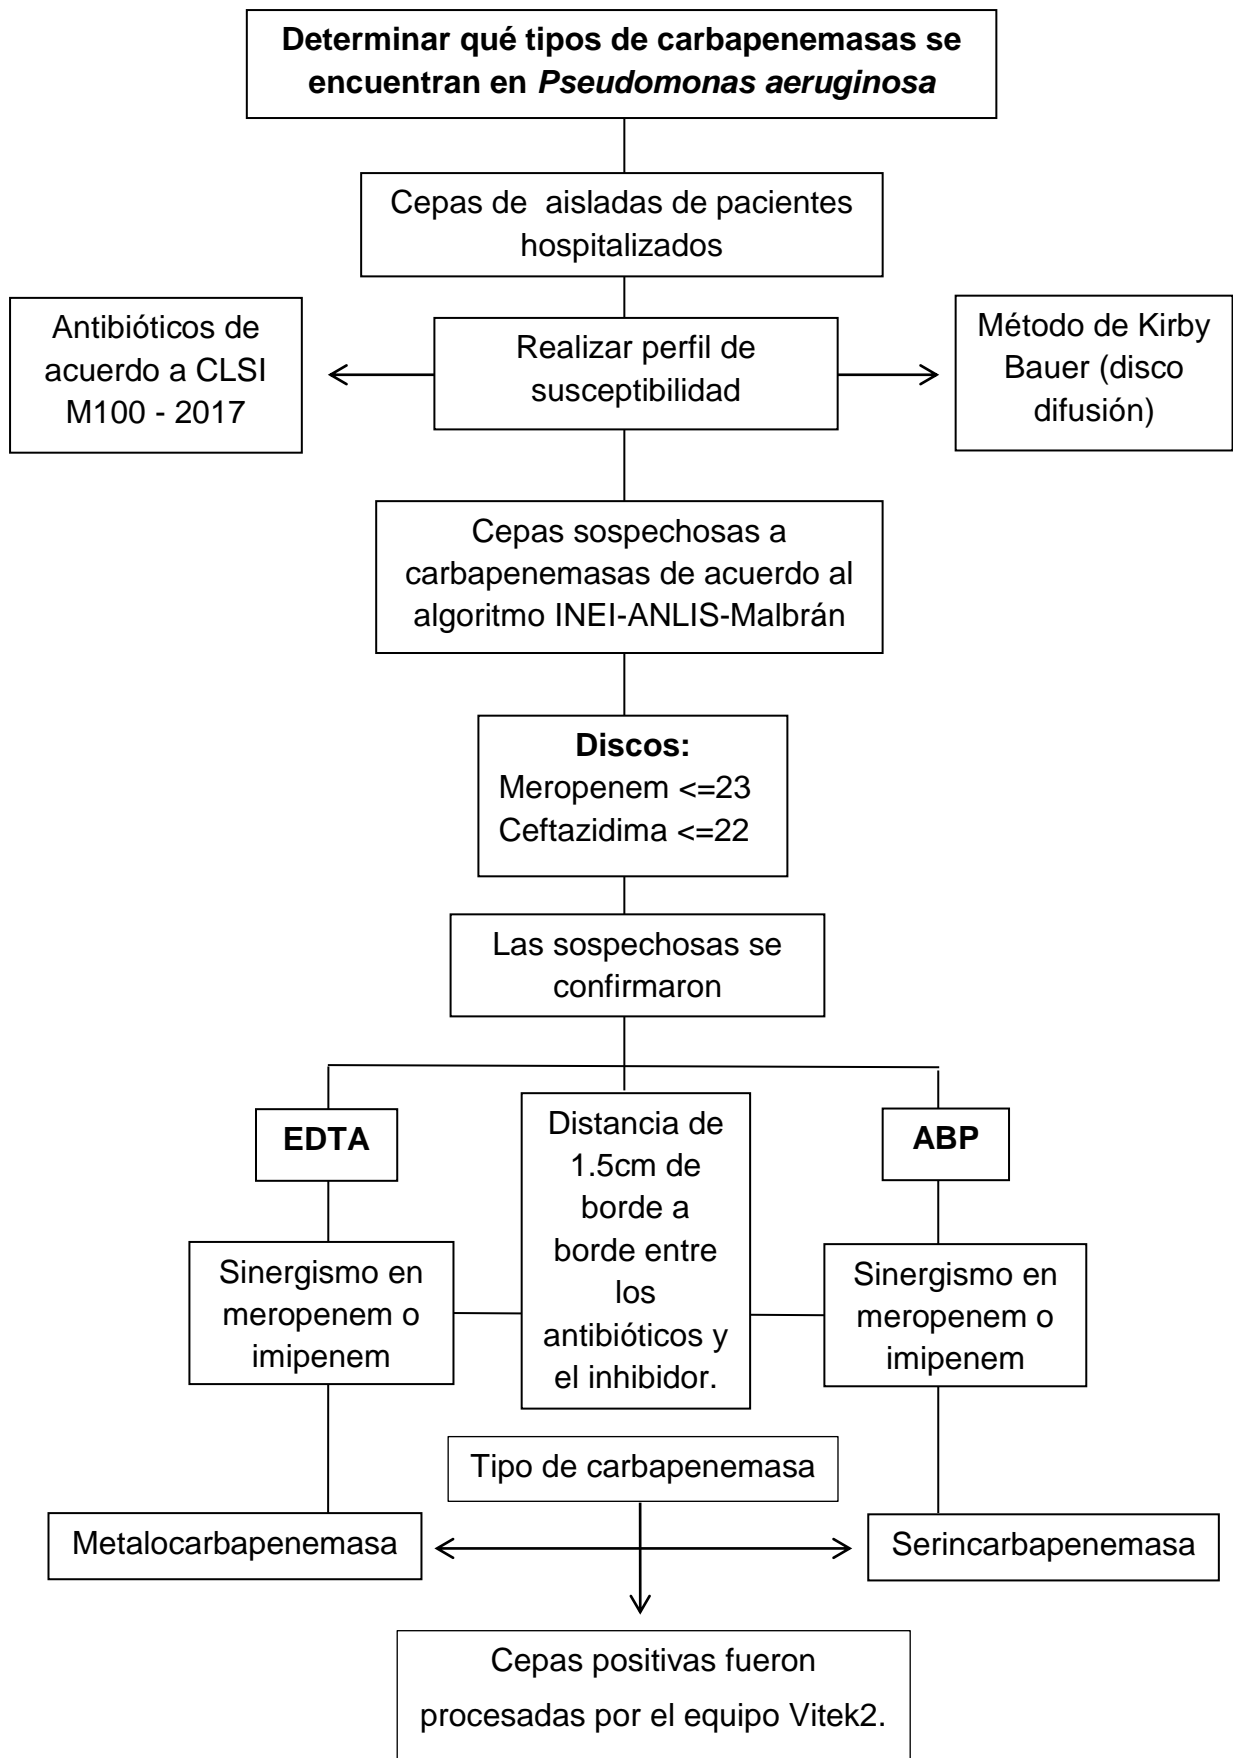 Determinar qué tipos de carbapenemasas se
encuentran en Pseudomonas aeruginosa
Cepas de aisladas de pacientes
hospitalizados
Antibióticos de
acuerdo a CLSI
M100 - 2017
Realizar perfil de
susceptibilidad
Método de Kirby
Bauer (disco
difusión)
Cepas sospechosas a
carbapenemasas de acuerdo al
algoritmo INEI-ANLIS-Malbrán
Discos:
Meropenem <=23
Ceftazidima <=22
Las sospechosas se
confirmaron
EDTA
Distancia de
1.5cm de
borde a
borde entre
los
antibióticos y
el inhibidor.
ABP
Sinergismo en
meropenem o
imipenem
Sinergismo en
meropenem o
imipenem
Tipo de carbapenemasa
Metalocarbapenemasa
Serincarbapenemasa
Cepas positivas fueron
procesadas por el equipo Vitek2.